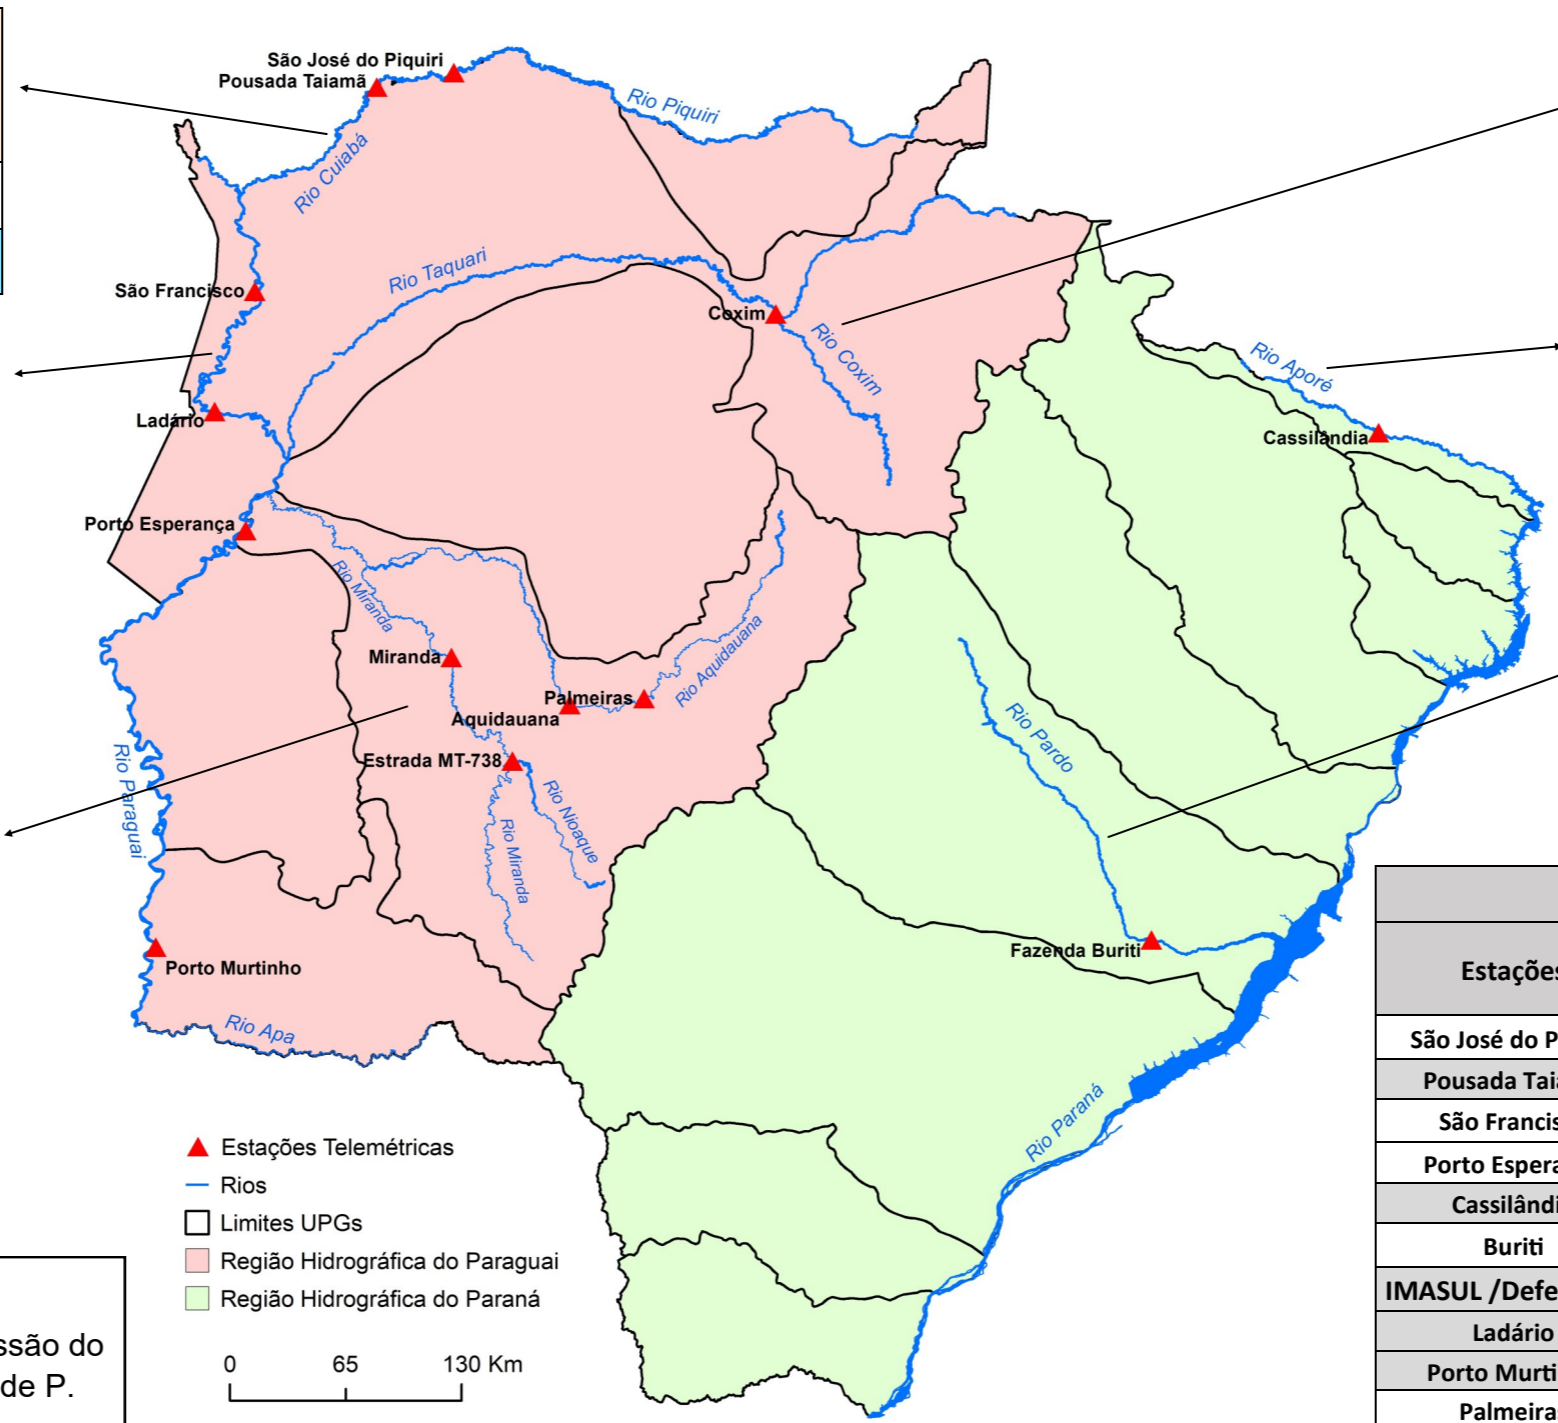 São José do Piquiri
Pousada Taiamã
Rio Piquiri
Rio Cuiabá
Rio Taquari
São Francisco
Coxim
Rio Coxim
Rio Aporé
Ladário
Cassilândia
Porto Esperança
Rio Miranda
Rio Aquidauana
Miranda
Palmeiras
Aquidauana
Rio Pardo
Estrada MT-738
Rio Paraguai
Rio Nioaque
Rio Miranda
Fazenda Buriti
Porto Murtinho
Rio Apa
Rio Paraná
Estações Telemétricas
Rios
Limites UPGs
Região Hidrográfica do Paraguai
Região Hidrográfica do Paraná
0 65 130 Km
ssão do
de P.
Estações
São José do P
Pousada Taia
São Francis
Porto Espera
Cassilândi
Buriti
IMASUL /Defe
Ladário
Porto Murti
Palmeira